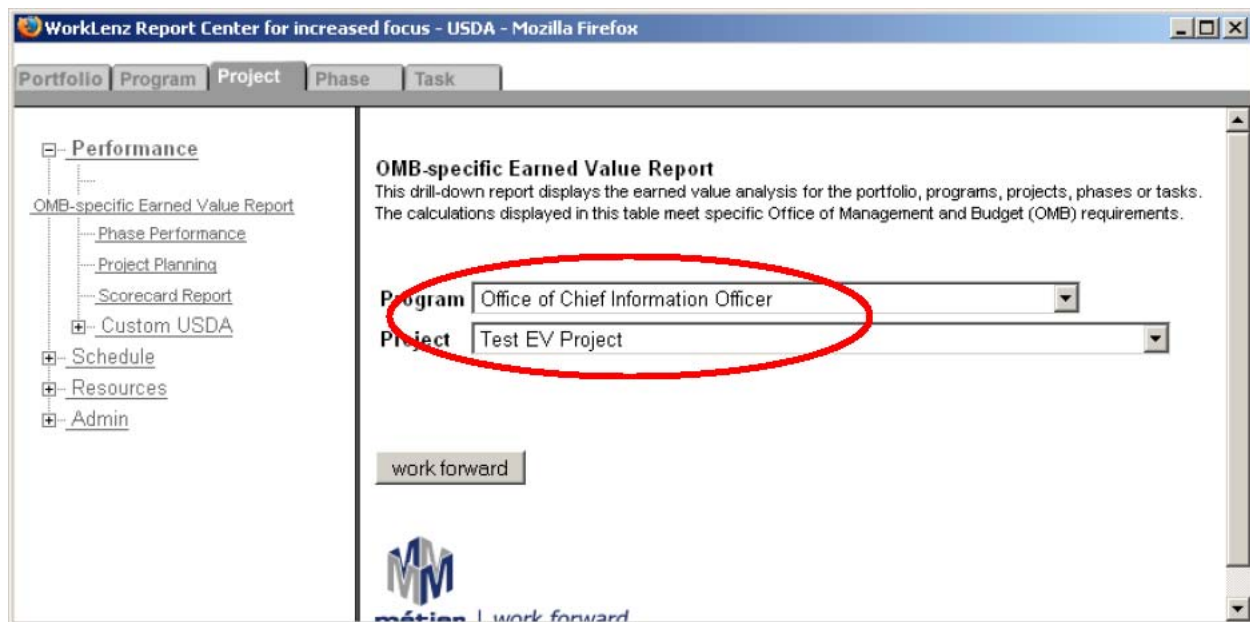 WorkLenz Report Center for increased focus - USDA - Mozilla Firefox
Portfolio Program Project Phase Task
Performance
OMB-specific Earned Value Report
Phase Performance
Project Planning
Scorecard Report
Custom USDA
Schedule
Resources
Admin
OMB-specific Earned Value Report
This drill-down report displays the earned value analysis for the portfolio, programs, projects, phases or tasks.
The calculations displayed in this table meet specific Office of Management and Budget (OMB) requirements.
Program Office of Chief Information Officer
Project Test EV Project
work forward
métier | work forward